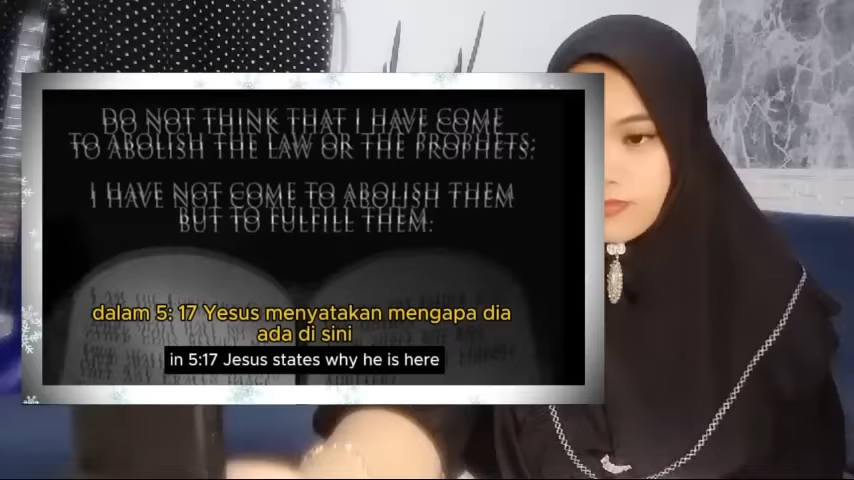 DO NOT THINK THAT I HAVE COME
TO ABOLISH THE LAW OR THE PROPHETS;
I HAVE NOT COME TO ABOLISH THEM
BUT TO FULFILL THEM.
dalam 5: 17 Yesus menyatakan mengapa dia
ada di sini
in 5:17 Jesus states why he is here